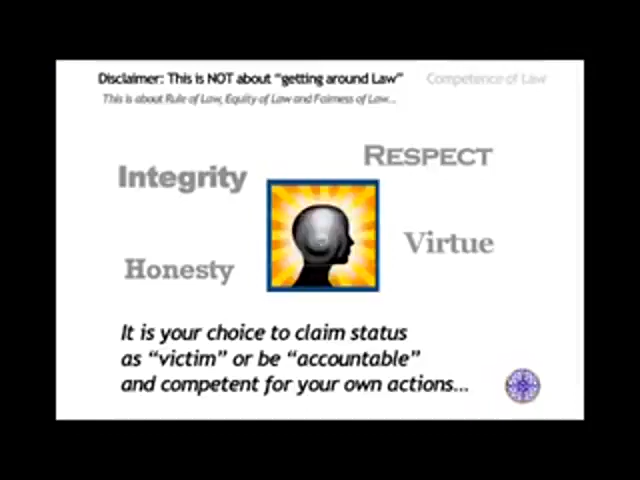 Disclaimer: This is NOT about “getting around Law”
Competence of Law
This is about Rule of Law, Equity of Law and Fairness of Law...
RESPECT
Integrity
Virtue
Honesty
It is your choice to claim status
as “victim” or be “accountable”
and competent for your own actions...